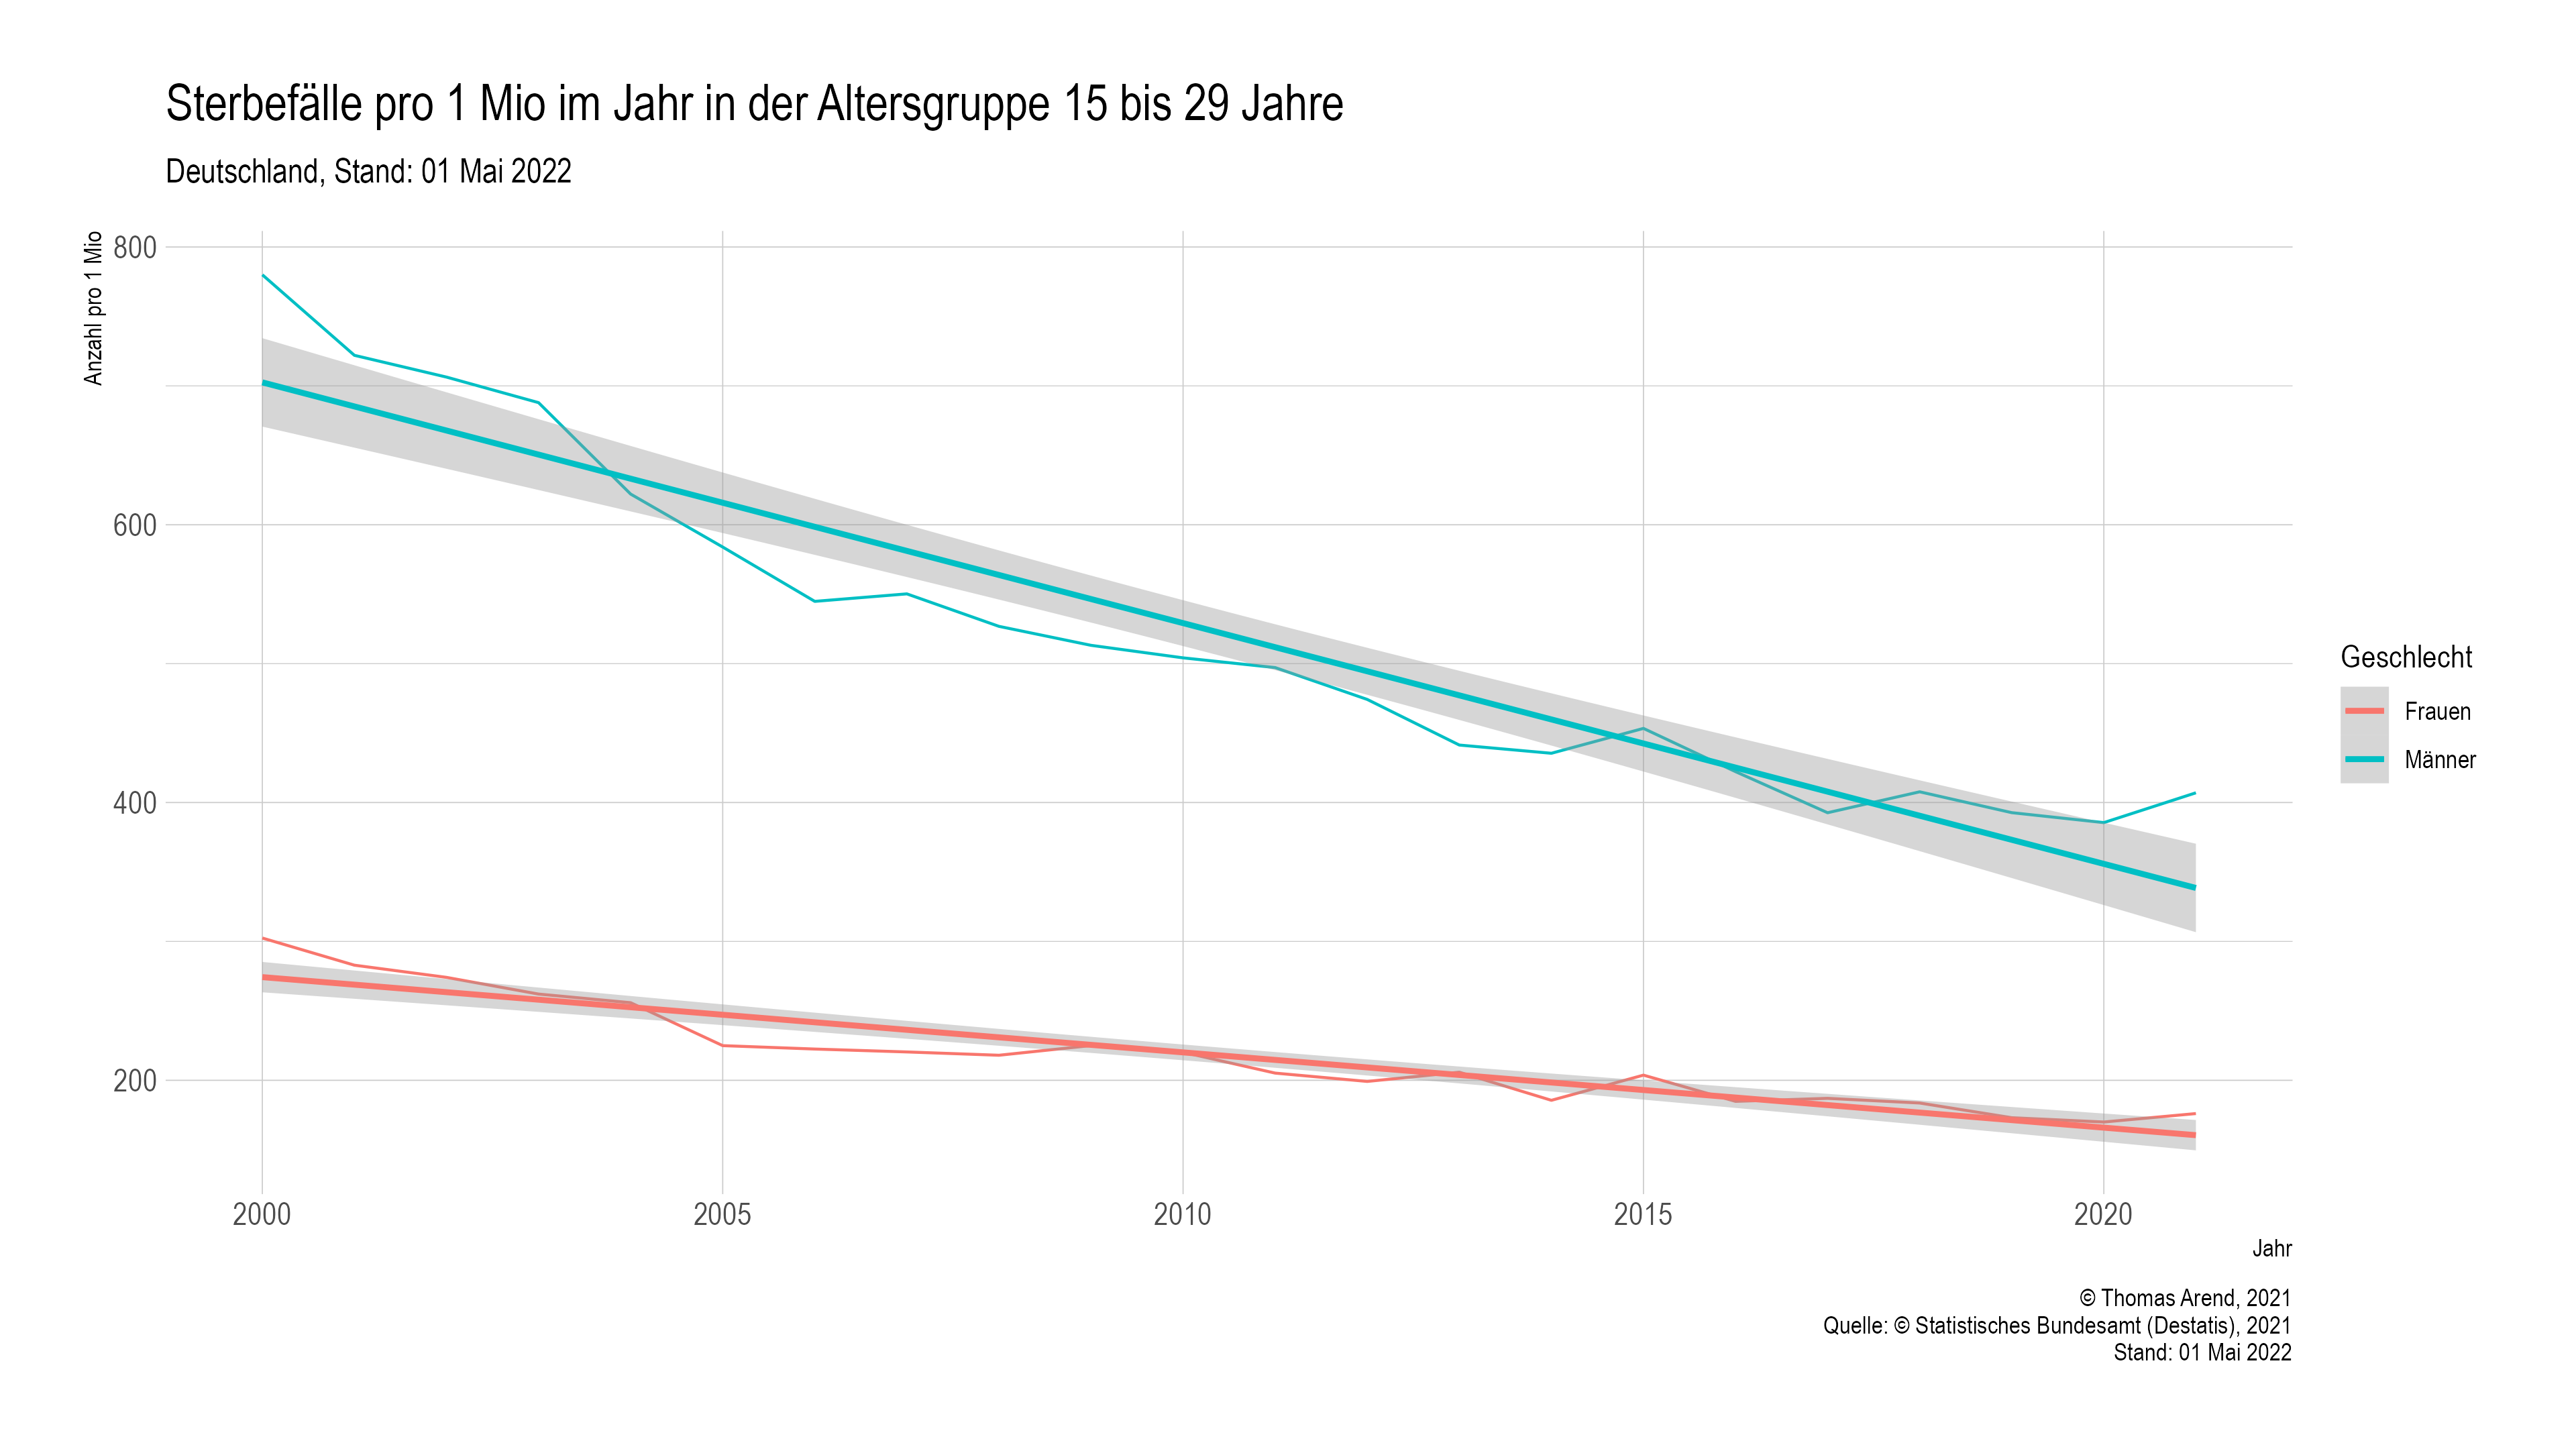 Sterbefälle pro 1 Mio im Jahr in der Altersgruppe 15 bis 29 Jahre
Deutschland, Stand: 01 Mai 2022
Anzahl pro 1 Mio
800
600
400
200
2000
2005
2010
2015
2020
Jahr
Geschlecht
Frauen
Männer
© Thomas Arend, 2021
Quelle: © Statistisches Bundesamt (Destatis), 2021
Stand: 01 Mai 2022